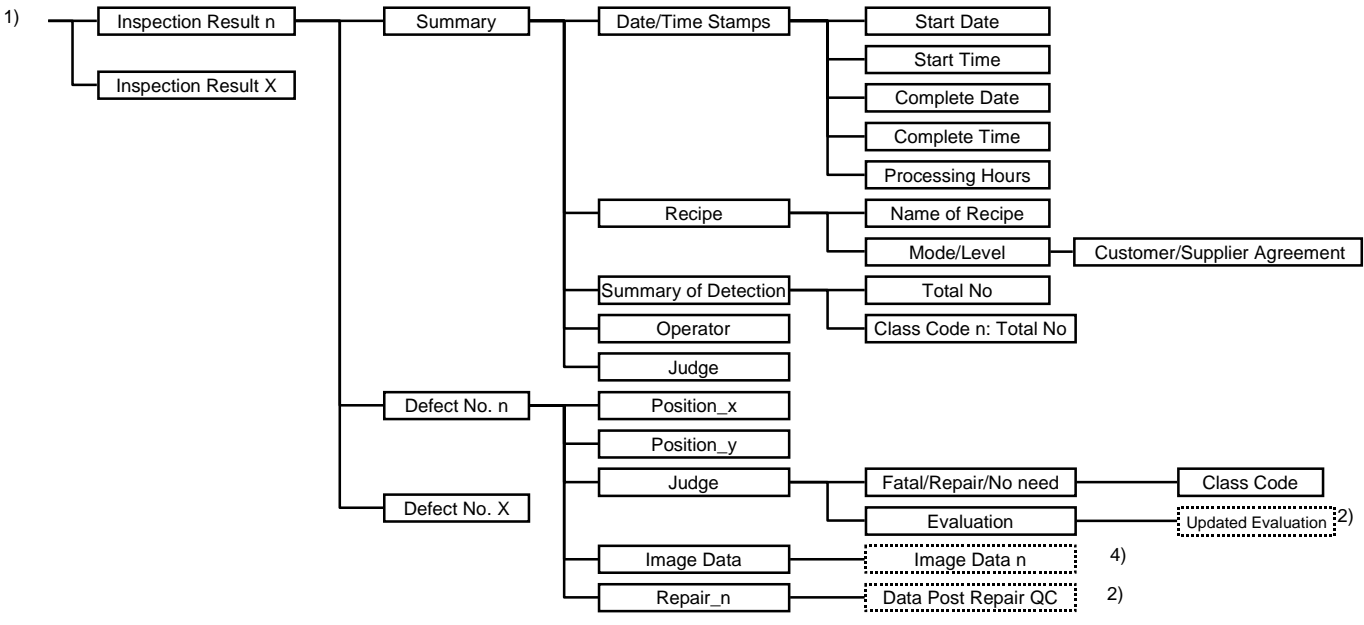 1)
Inspection Result n
Summary
Date/Time Stamps
Start Date
Start Time
Inspection Result X
Complete Date
Complete Time
Processing Hours
Recipe
Name of Recipe
Mode/Level
Customer/Supplier Agreement
Summary of Detection
Total No
Operator
Class Code n: Total No
Judge
Defect No. n
Position_x
Position_y
Judge
Fatal/Repair/No need
Class Code
Defect No. X
Evaluation
Updated Evaluation
2)
Image Data
Image Data n
4)
Repair_n
Data Post Repair QC
2)